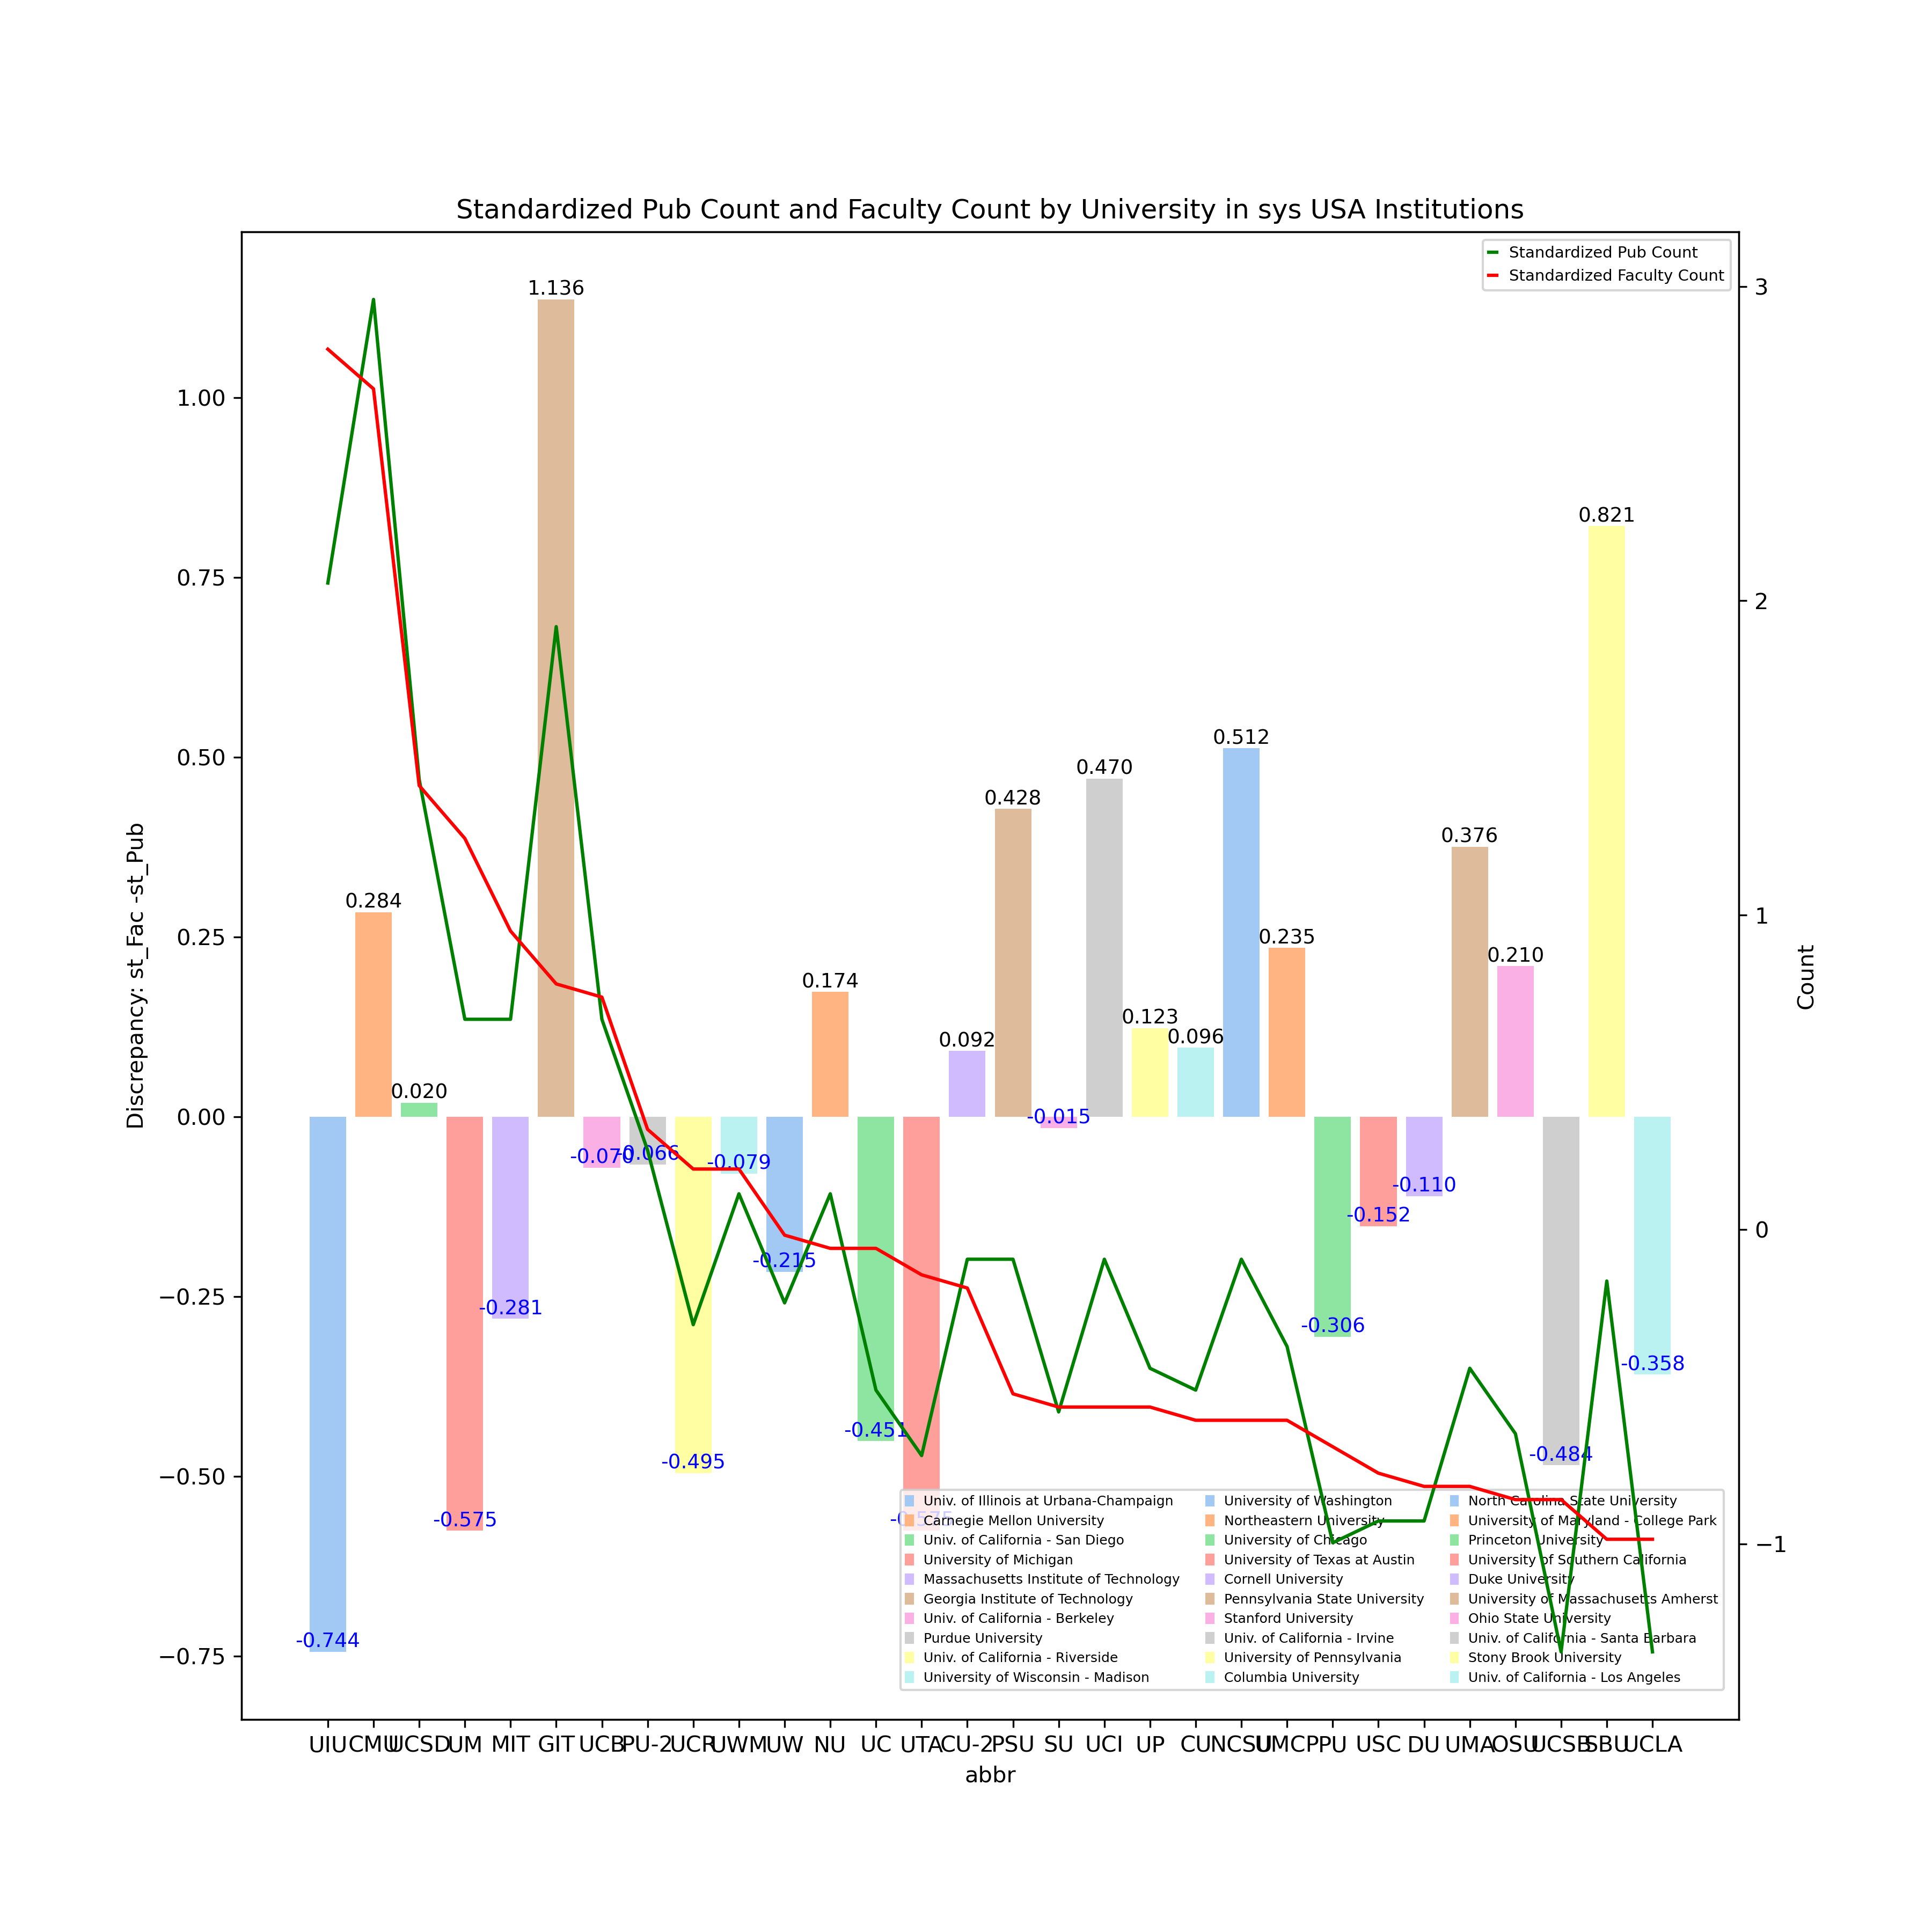 Standardized Pub Count and Faculty Count by University in sys USA Institutions
Standardized Pub Count
Standardized Faculty Count
1.00
0.75
0.50
0.25
0.00
−0.25
−0.50
−0.75
Discrepancy: st_Fac -st_Pub
3
2
1
0
−1
Count
-0.744
0.284
0.020
-0.575
-0.281
1.136
-0.070
-0.066
-0.495
-0.079
-0.215
0.174
-0.451
-0.575
0.092
0.428
-0.015
0.470
0.123
0.096
0.512
0.235
-0.306
-0.152
-0.110
0.376
0.210
-0.484
0.821
-0.358
Univ. of Illinois at Urbana-Champaign
Carnegie Mellon University
Univ. of California - San Diego
University of Michigan
Massachusetts Institute of Technology
Georgia Institute of Technology
Univ. of California - Berkeley
Purdue University
Univ. of California - Riverside
University of Wisconsin - Madison
University of Washington
Northeastern University
University of Chicago
University of Texas at Austin
Cornell University
Pennsylvania State University
Stanford University
Univ. of California - Irvine
University of Pennsylvania
Columbia University
North Carolina State University
University of Maryland - College Park
Princeton University
University of Southern California
Duke University
University of Massachusetts Amherst
Ohio State University
Univ. of California - Santa Barbara
Stony Brook University
Univ. of California - Los Angeles
UIU CMU UCSD UM MIT GIT UCB PU-2 UCR UWM UW NU UC UTA CU-2 PSU SU UCI UP CU NCSU UMCP PU USC DU UMA OSU UCSB SBU UCLA
abbr